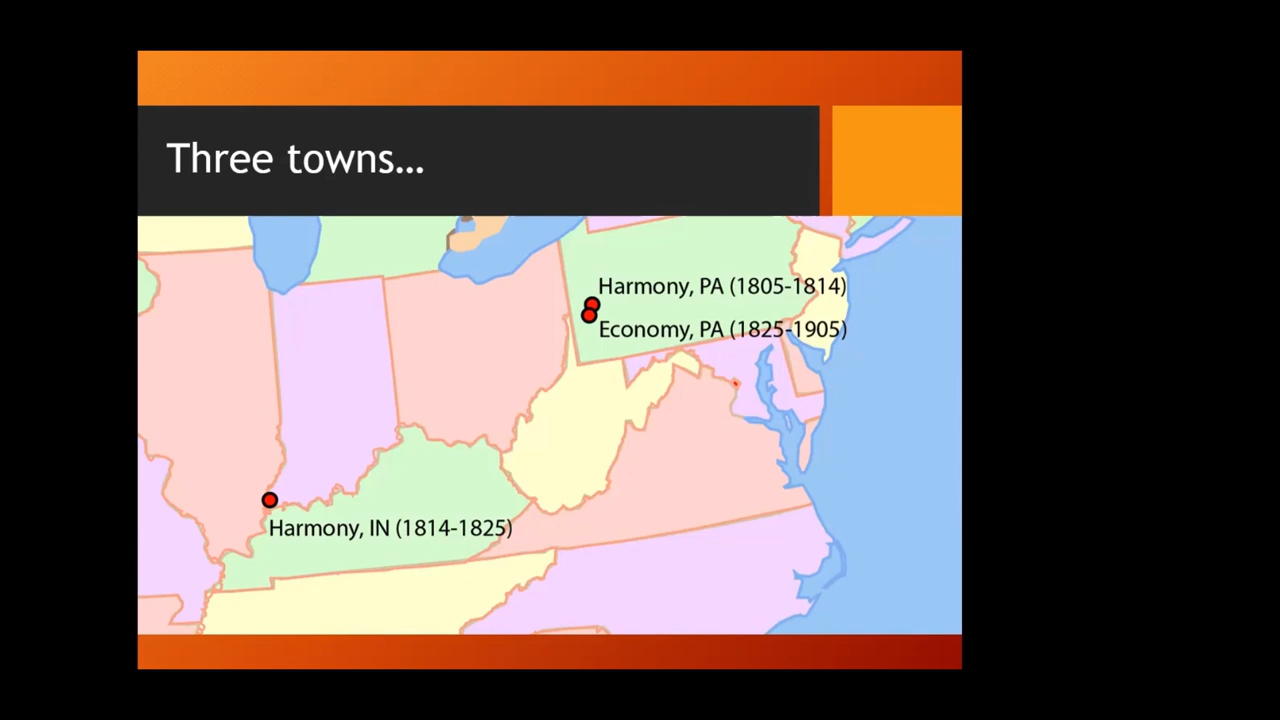 Three towns...
Harmony, PA (1805-1814)
Economy, PA (1825-1905)
Harmony, IN (1814-1825)